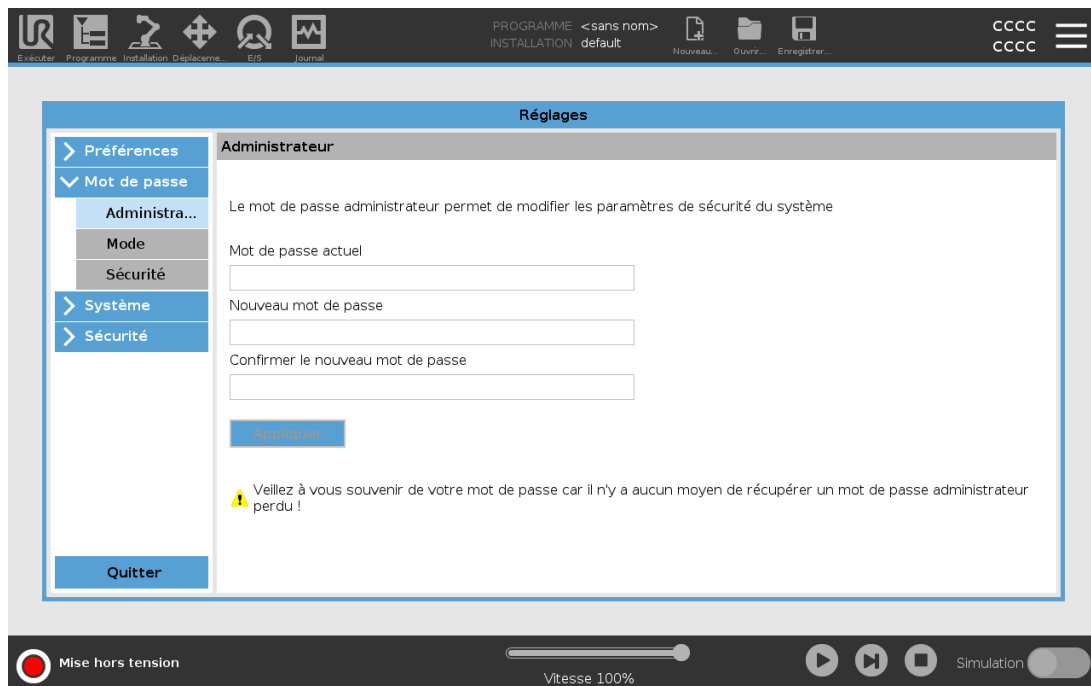 UR
PROGRAMME <sans nom>
INSTALLATION default
CCCC
CCCC
Exécuter Programme Installation Déplaceme... E/S Journal
Nouveau... Ouvrir... Enregistrer...
Réglages
Préférences
Mot de passe
Administra...
Mode
Sécurité
Système
Sécurité
Quitter
Administrateur
Le mot de passe administrateur permet de modifier les paramètres de sécurité du système
Mot de passe actuel
Nouveau mot de passe
Confirmer le nouveau mot de passe
Appliquer
Veillez à vous souvenir de votre mot de passe car il n'y a aucun moyen de récupérer un mot de passe administrateur
perdu !
Mise hors tension
Vitesse 100%
Simulation